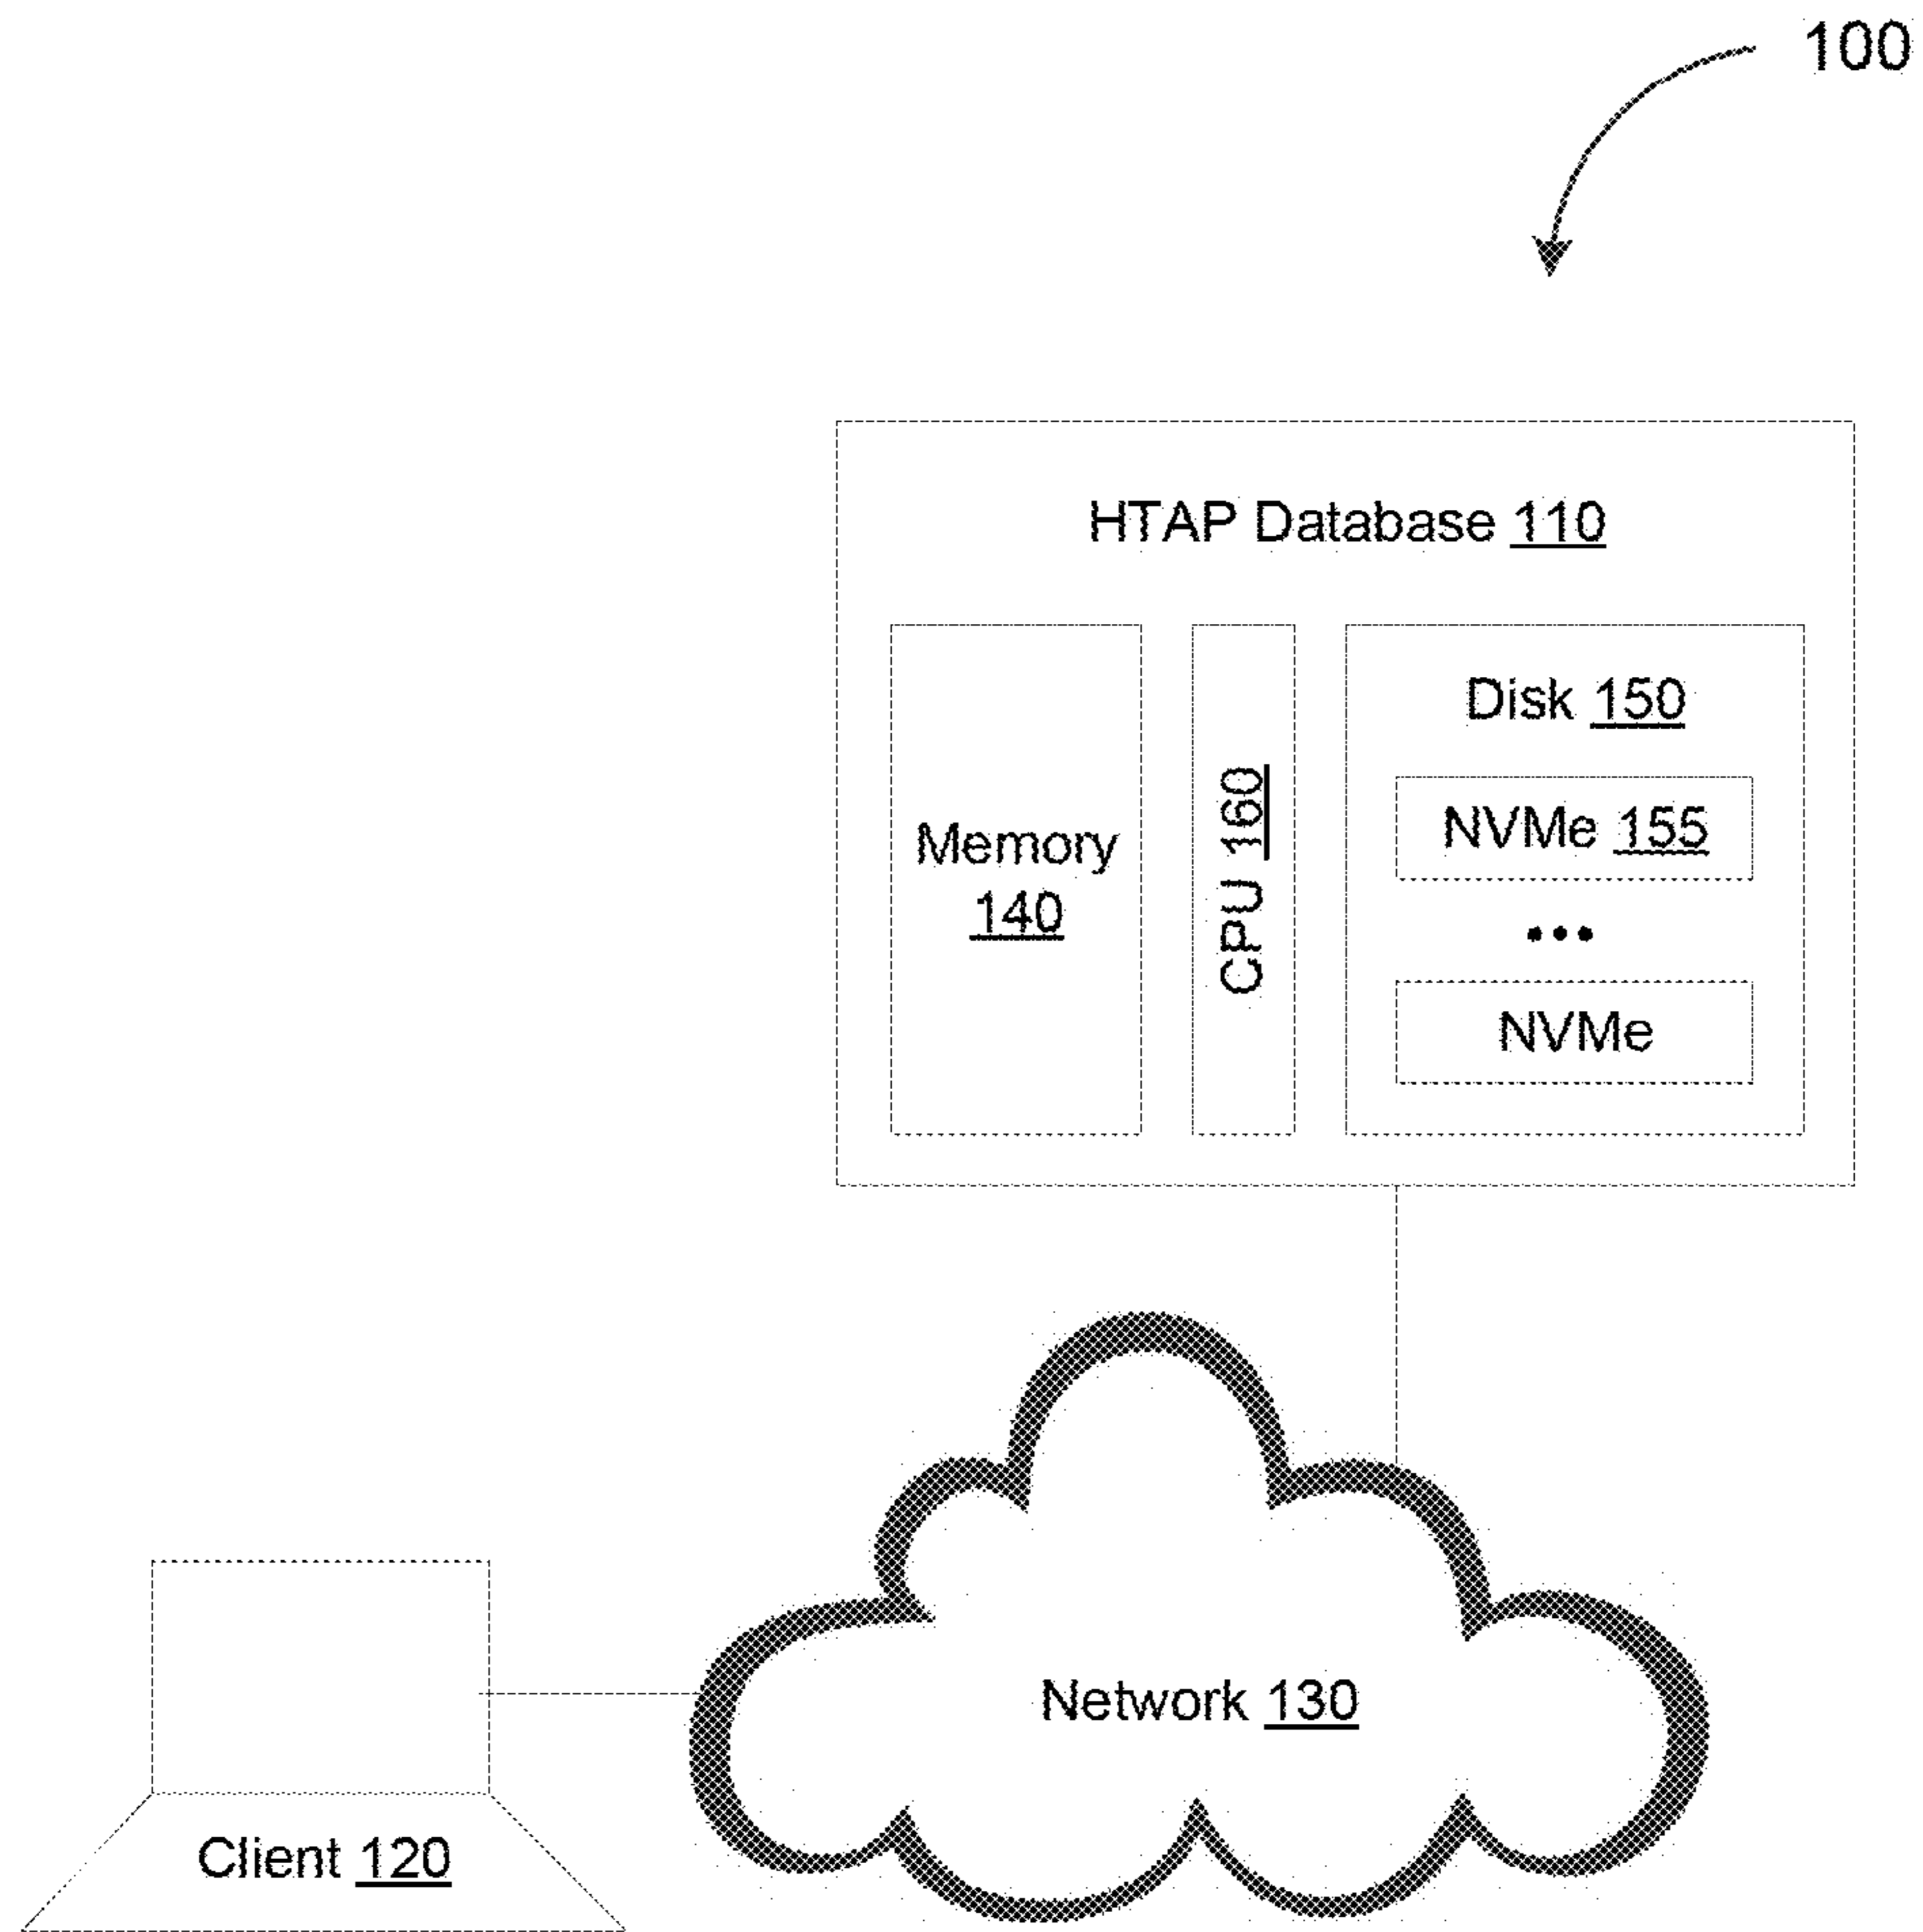 100
HTAP Database 110
Memory
140
CPU 160
Disk 150
NVMe 155
•••
NVMe
Network 130
Client 120